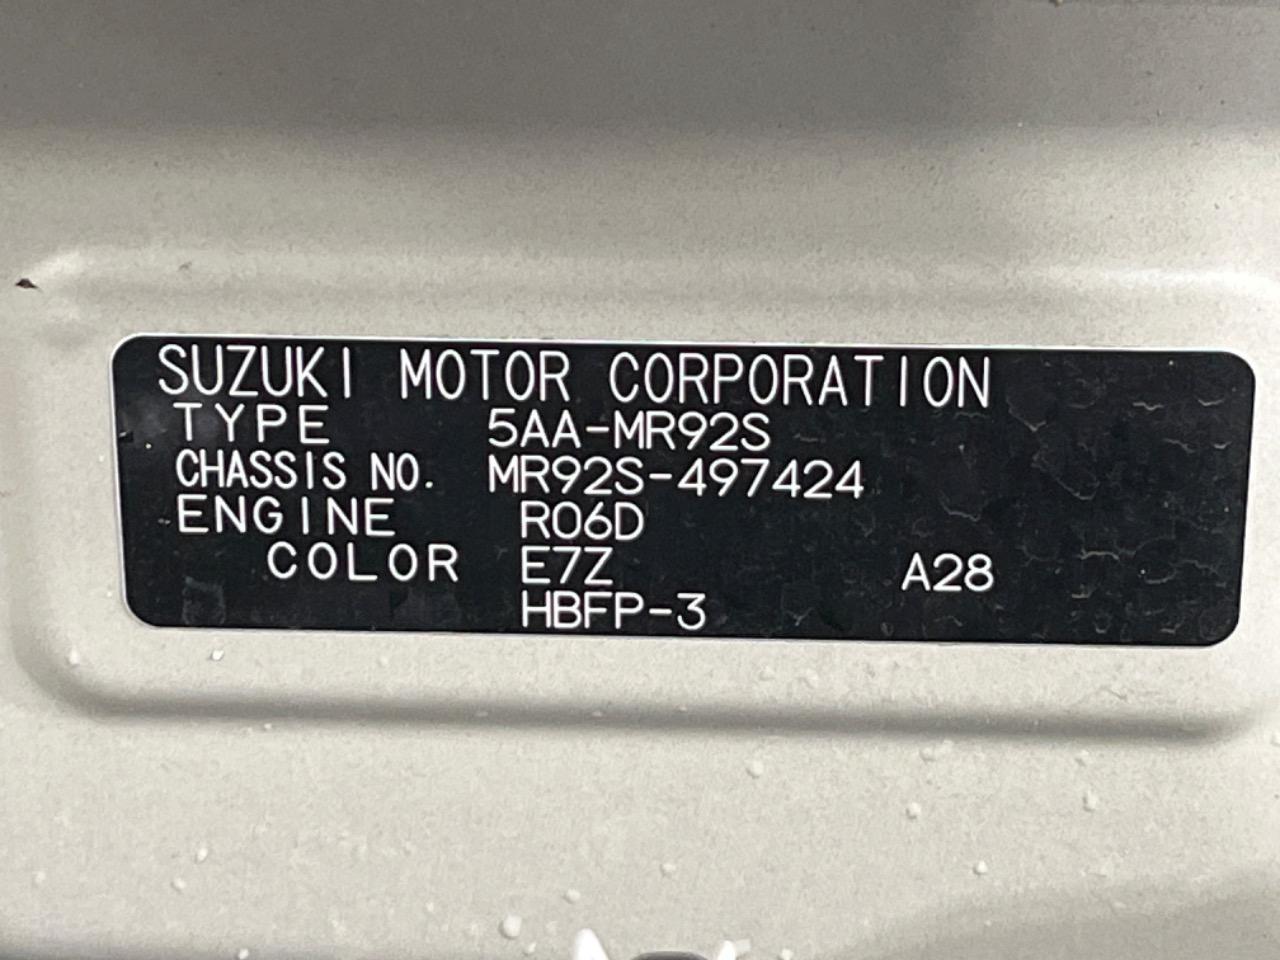 SUZUKI MOTOR CORPORATION
TYPE 5AA-MR92S
CHASSIS NO. MR92S-497424
ENGINE R06D
COLOR E7Z A28
HBFP-3